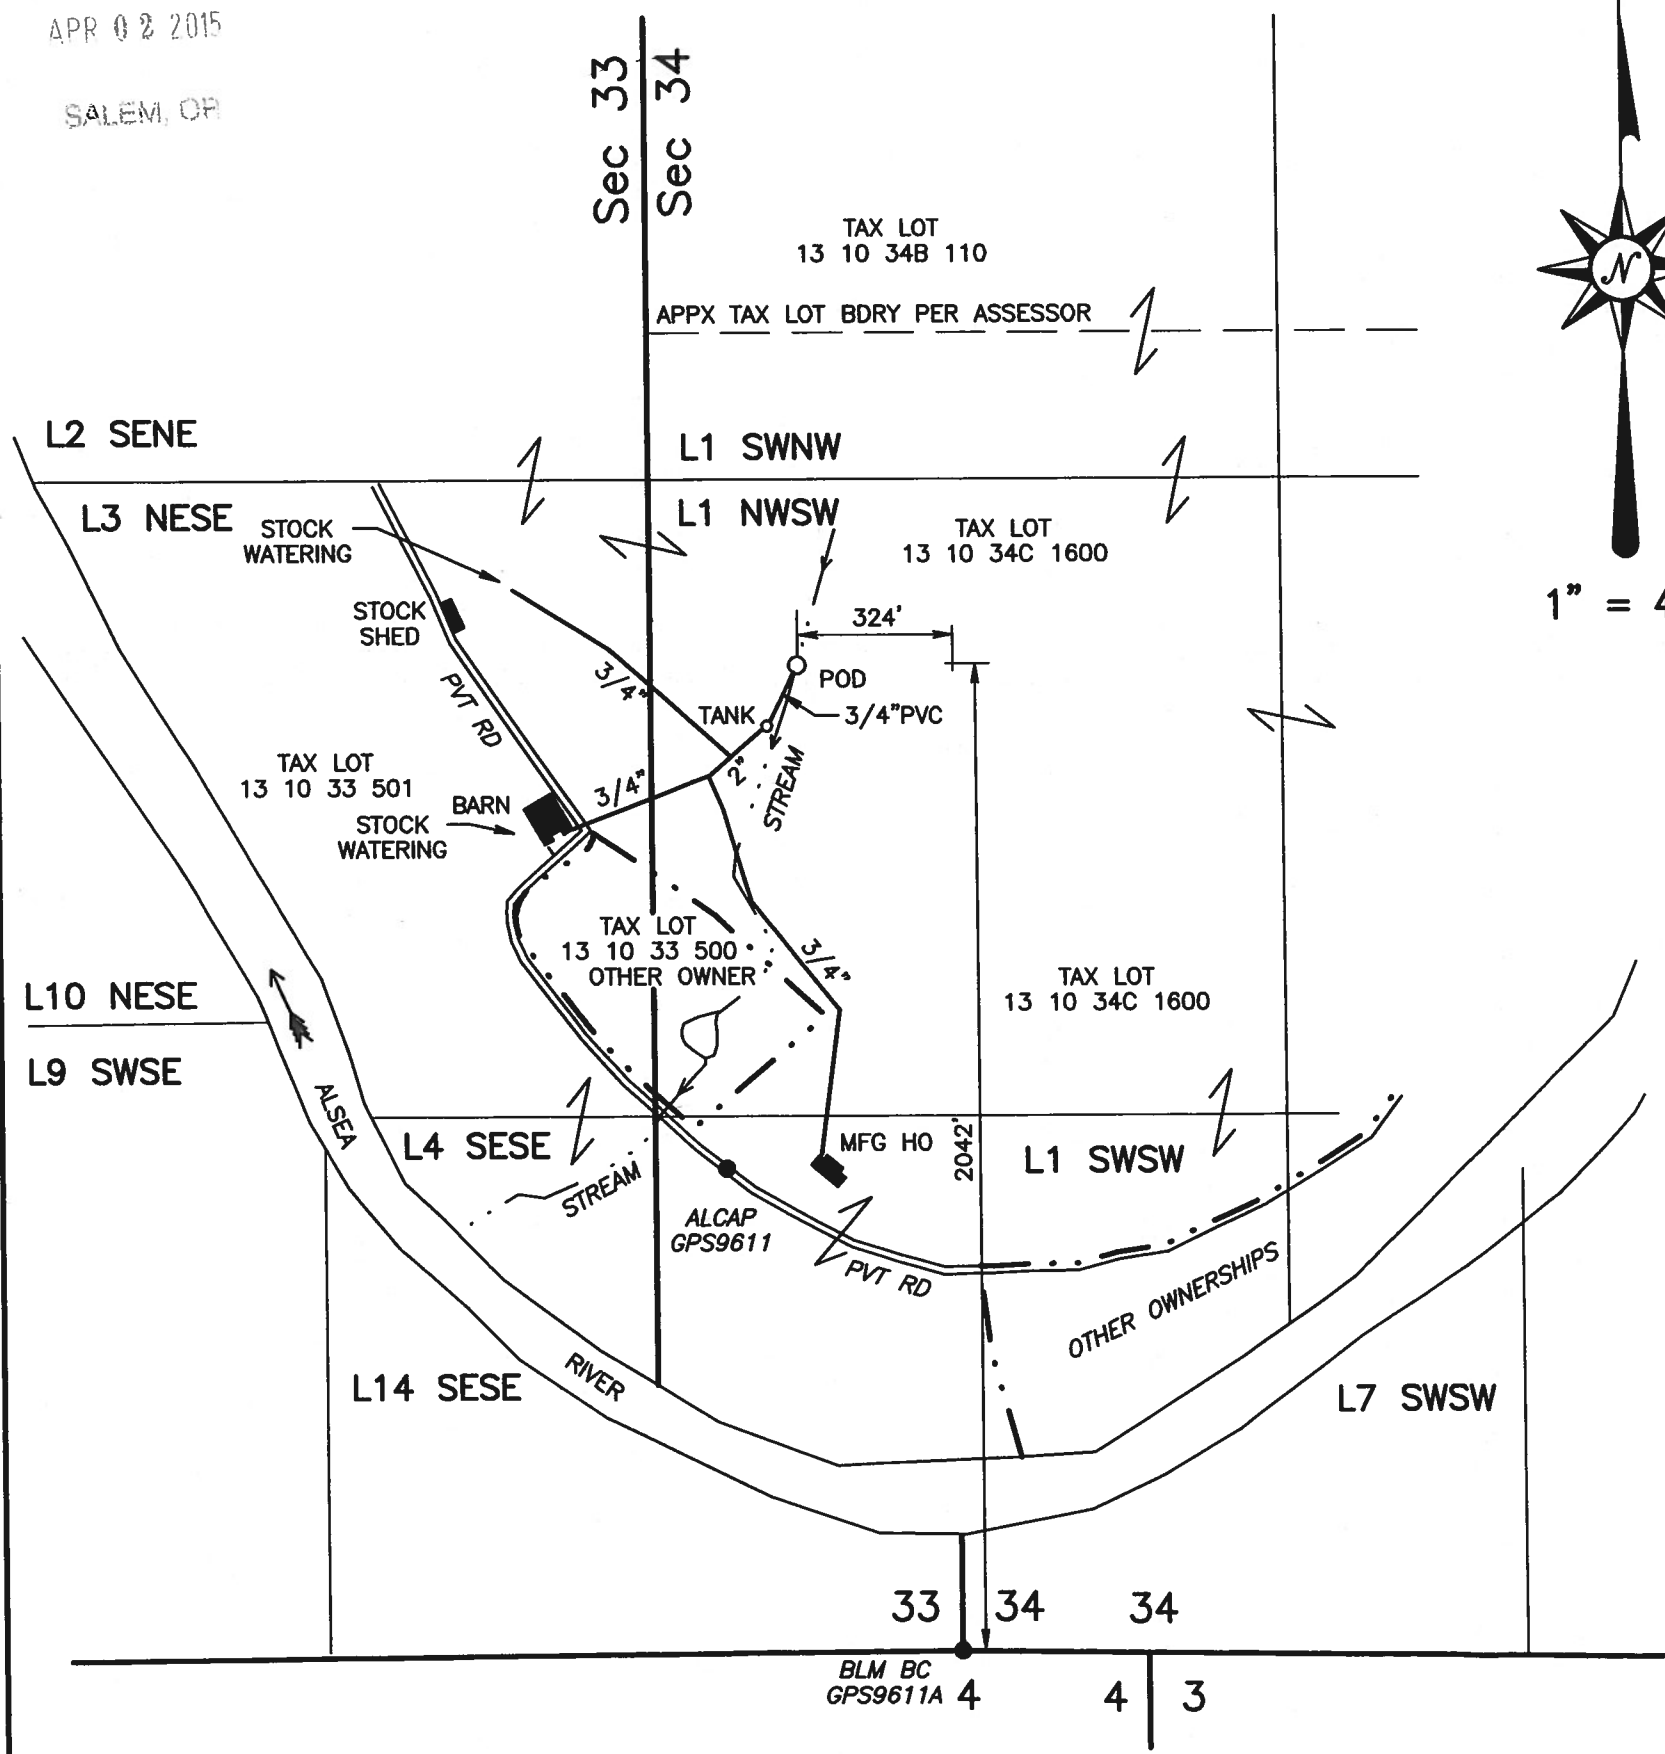 APR 02 2015
SALEM, OR
Sec 33
Sec 34
TAX LOT
13 10 34B 110
APPX TAX LOT BDRY PER ASSESSOR
N
L2 SENE
L1 SWNW
L3 NESE
STOCK
WATERING
L1 NWSW
TAX LOT
13 10 34C 1600
1" = 4
STOCK
SHED
324'
PVT RD
3/4"
POD
TANK
3/4"PVC
2"
STREAM
TAX LOT
13 10 33 501
3/4"
BARN
STOCK
WATERING
TAX LOT
13 10 33 500
OTHER OWNER
3/4"
TAX LOT
13 10 34C 1600
L10 NESE
L9 SWSE
ALSEA
L4 SESE
MFG HO
2042'
L1 SWSW
STREAM
ALCAP
GPS9611
PVT RD
OTHER OWNERSHIPS
RIVER
L14 SESE
L7 SWSW
33
34
34
BLM BC
GPS9611A
4
4
3